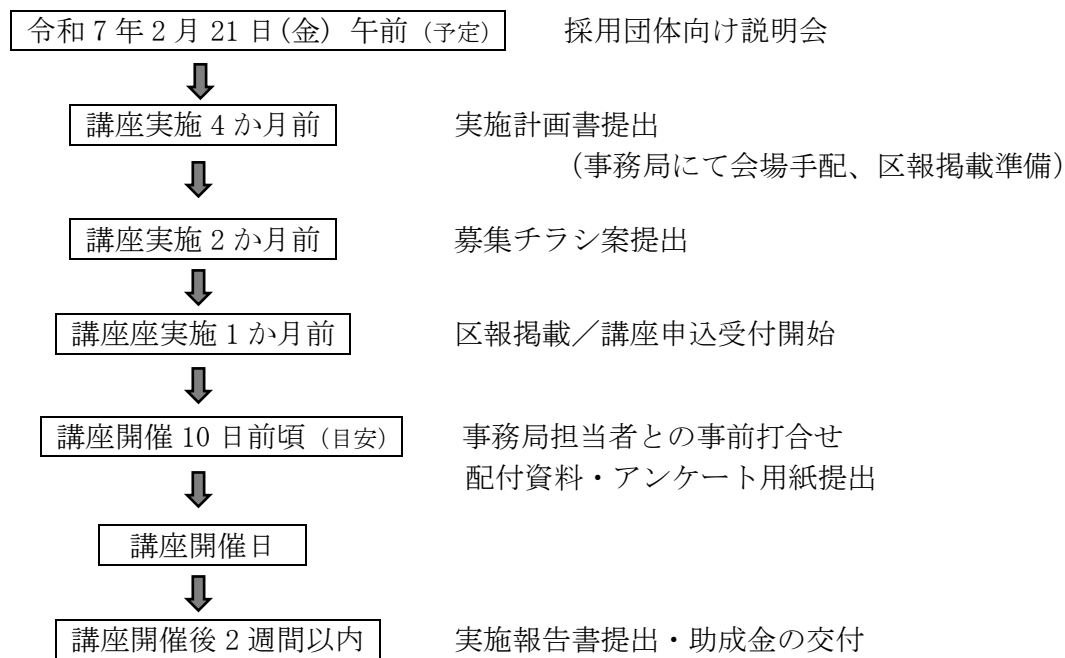 令和7年2月21日(金) 午前(予定) 採用団体向け説明会
講座実施4か月前 実施計画書提出
(事務局にて会場手配、区報掲載準備)
講座実施2か月前 募集チラシ案提出
講座座実施1か月前 区報掲載／講座申込受付開始
講座開催10日前頃(目安) 事務局担当者との事前打合せ
配付資料・アンケート用紙提出
講座開催日
講座開催後2週間以内 実施報告書提出・助成金の交付